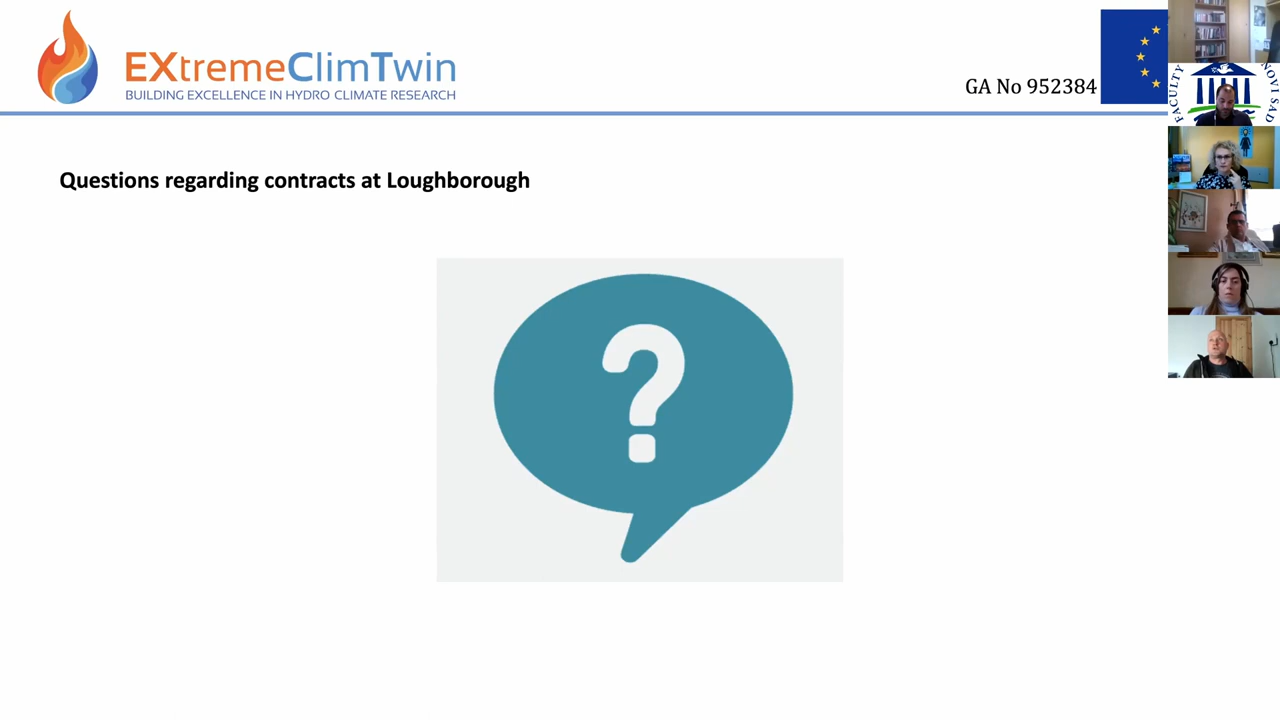 EXtremeClimTwin
BUILDING EXCELLENCE IN HYDRO CLIMATE RESEARCH
GA No 952384
FACULTY
NOVI SAD
Questions regarding contracts at Loughborough
?